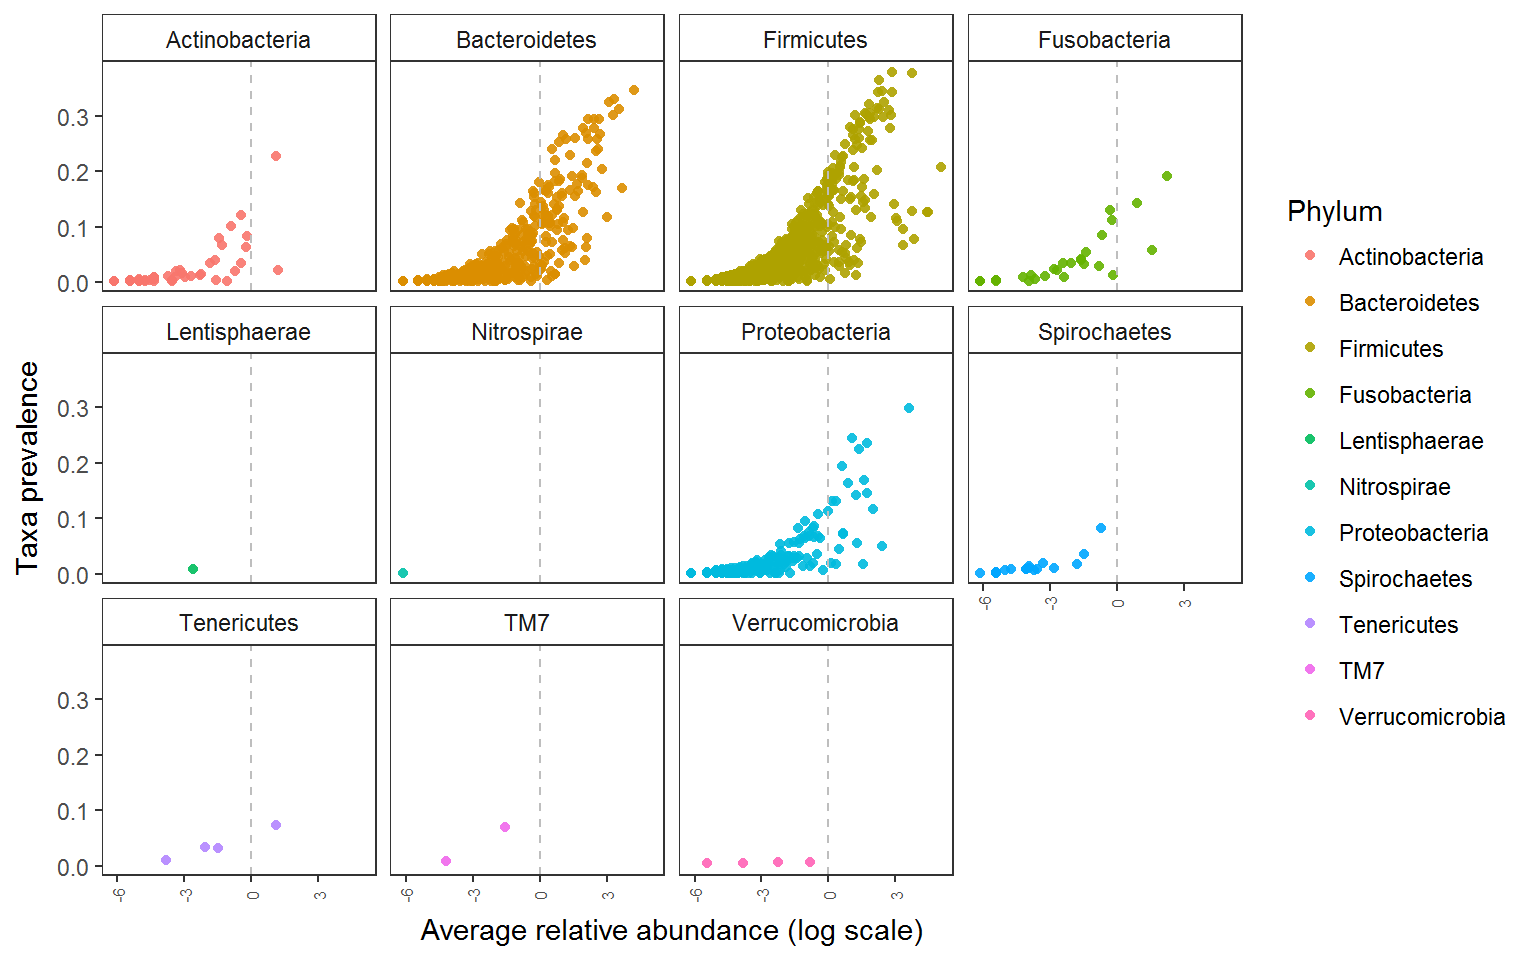 Actinobacteria Bacteroidetes Firmicutes Fusobacteria
0.3
0.2
0.1
0.0
Lentisphaerae Nitrospirae Proteobacteria Spirochaetes
0.3
0.2
0.1
0.0
-6 -3 0 3
Tenericutes TM7 Verrucomicrobia
0.3
0.2
0.1
0.0
-6 -3 0 3 -6 -3 0 3 -6 -3 0 3
Taxa prevalence
Average relative abundance (log scale)
Phylum
Actinobacteria
Bacteroidetes
Firmicutes
Fusobacteria
Lentisphaerae
Nitrospirae
Proteobacteria
Spirochaetes
Tenericutes
TM7
Verrucomicrobia